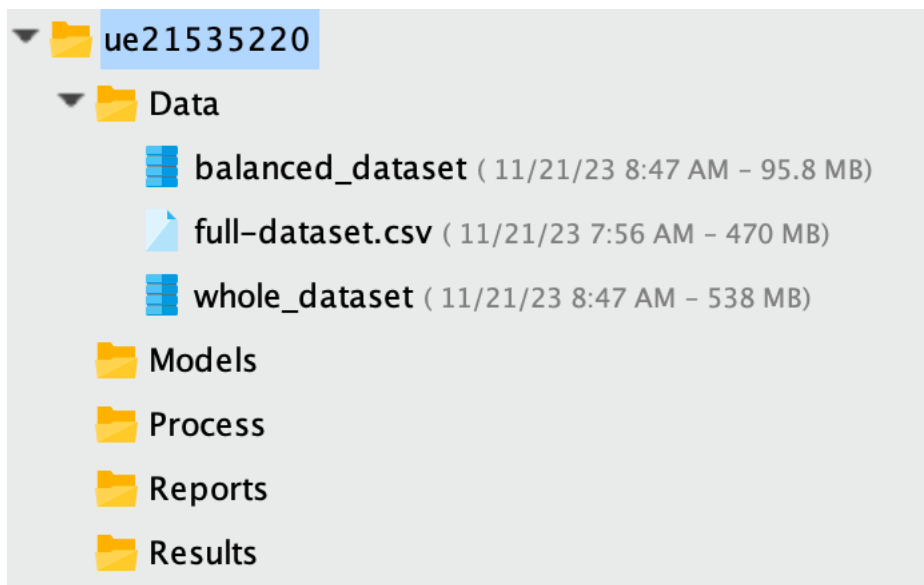 ue21535220
Data
balanced_dataset ( 11/21/23 8:47 AM – 95.8 MB)
full-dataset.csv ( 11/21/23 7:56 AM – 470 MB)
whole_dataset ( 11/21/23 8:47 AM – 538 MB)
Models
Process
Reports
Results